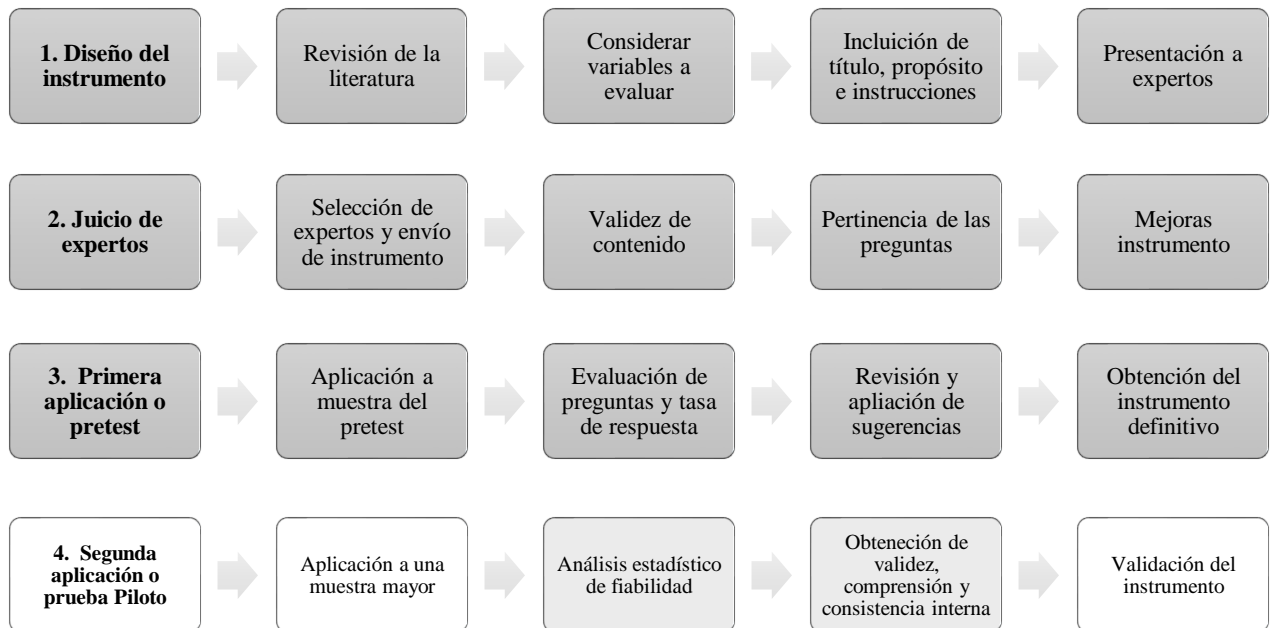 1. Diseño del
instrumento
Revisión de la
literatura
Considerar
variables a
evaluar
Incluición de
título, propósito
e instrucciones
Presentación a
expertos
2. Juicio de
expertos
Selección de
expertos y envío
de instrumento
Validez de
contenido
Pertinencia de las
preguntas
Mejoras
instrumento
3. Primera
aplicación o
pretest
Aplicación a
muestra del
pretest
Evaluación de
preguntas y tasa
de respuesta
Revisión y
apliación de
sugerencias
Obtención del
instrumento
definitivo
4. Segunda
aplicación o
prueba Piloto
Aplicación a una
muestra mayor
Análisis estadístico
de fiabilidad
Obteneción de
validez,
comprensión y
consistencia interna
Validación del
instrumento